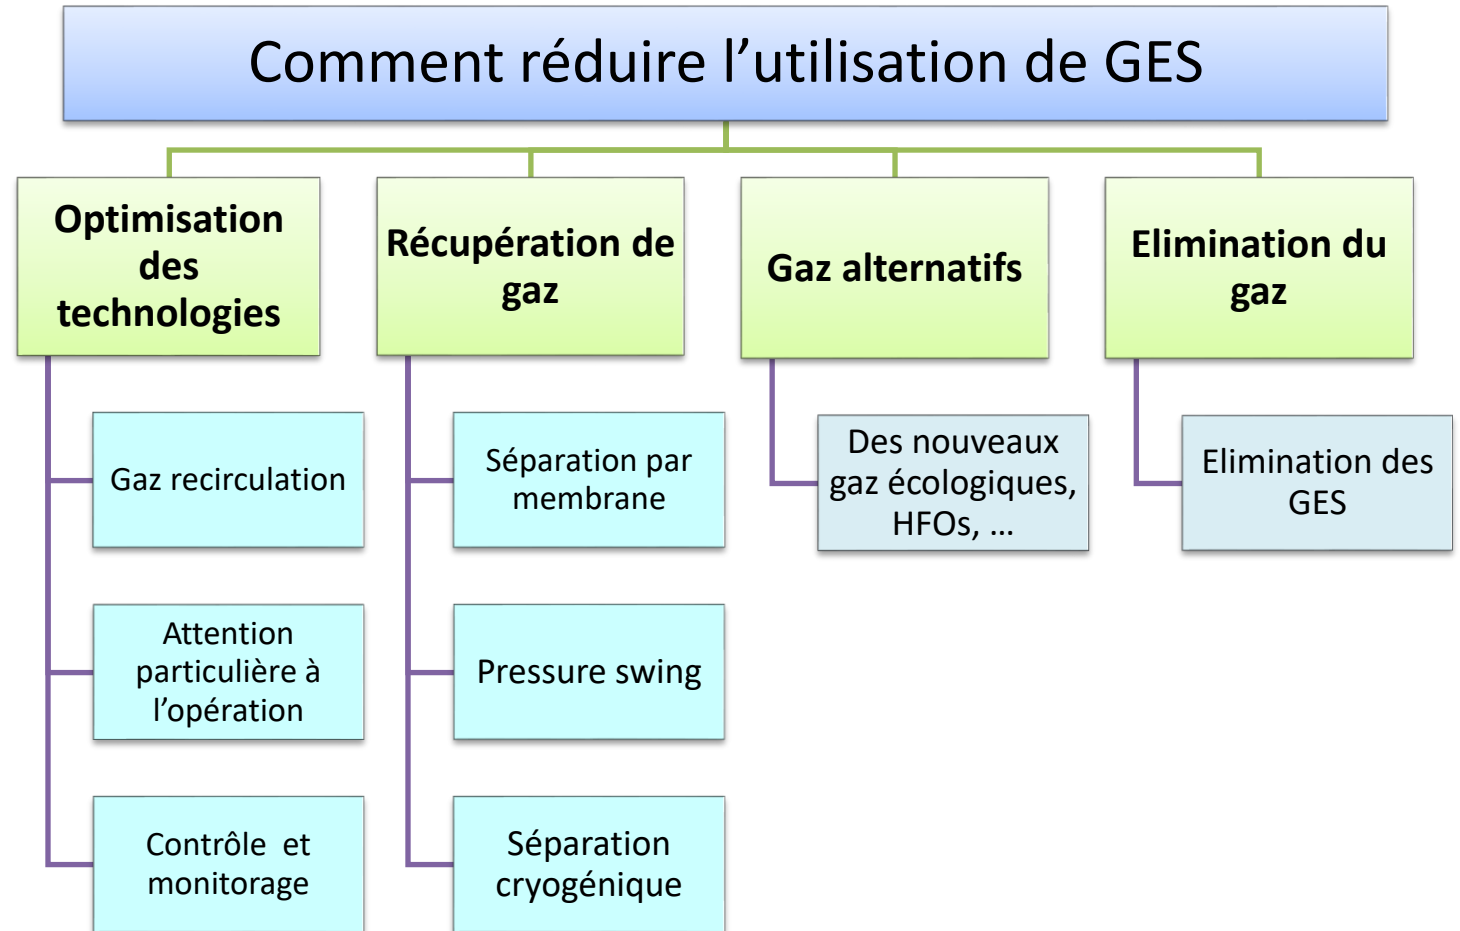 Comment réduire l’utilisation de GES
Optimisation
des
technologies
Gaz recirculation
Attention
particulière à
l’opération
Contrôle  et
monitorage
Récupération de
gaz
Séparation par
membrane
Pressure swing
Séparation
cryogénique
Gaz alternatifs
Des nouveaux
gaz écologiques,
HFOs, …
Elimination du
gaz
Elimination des
GES